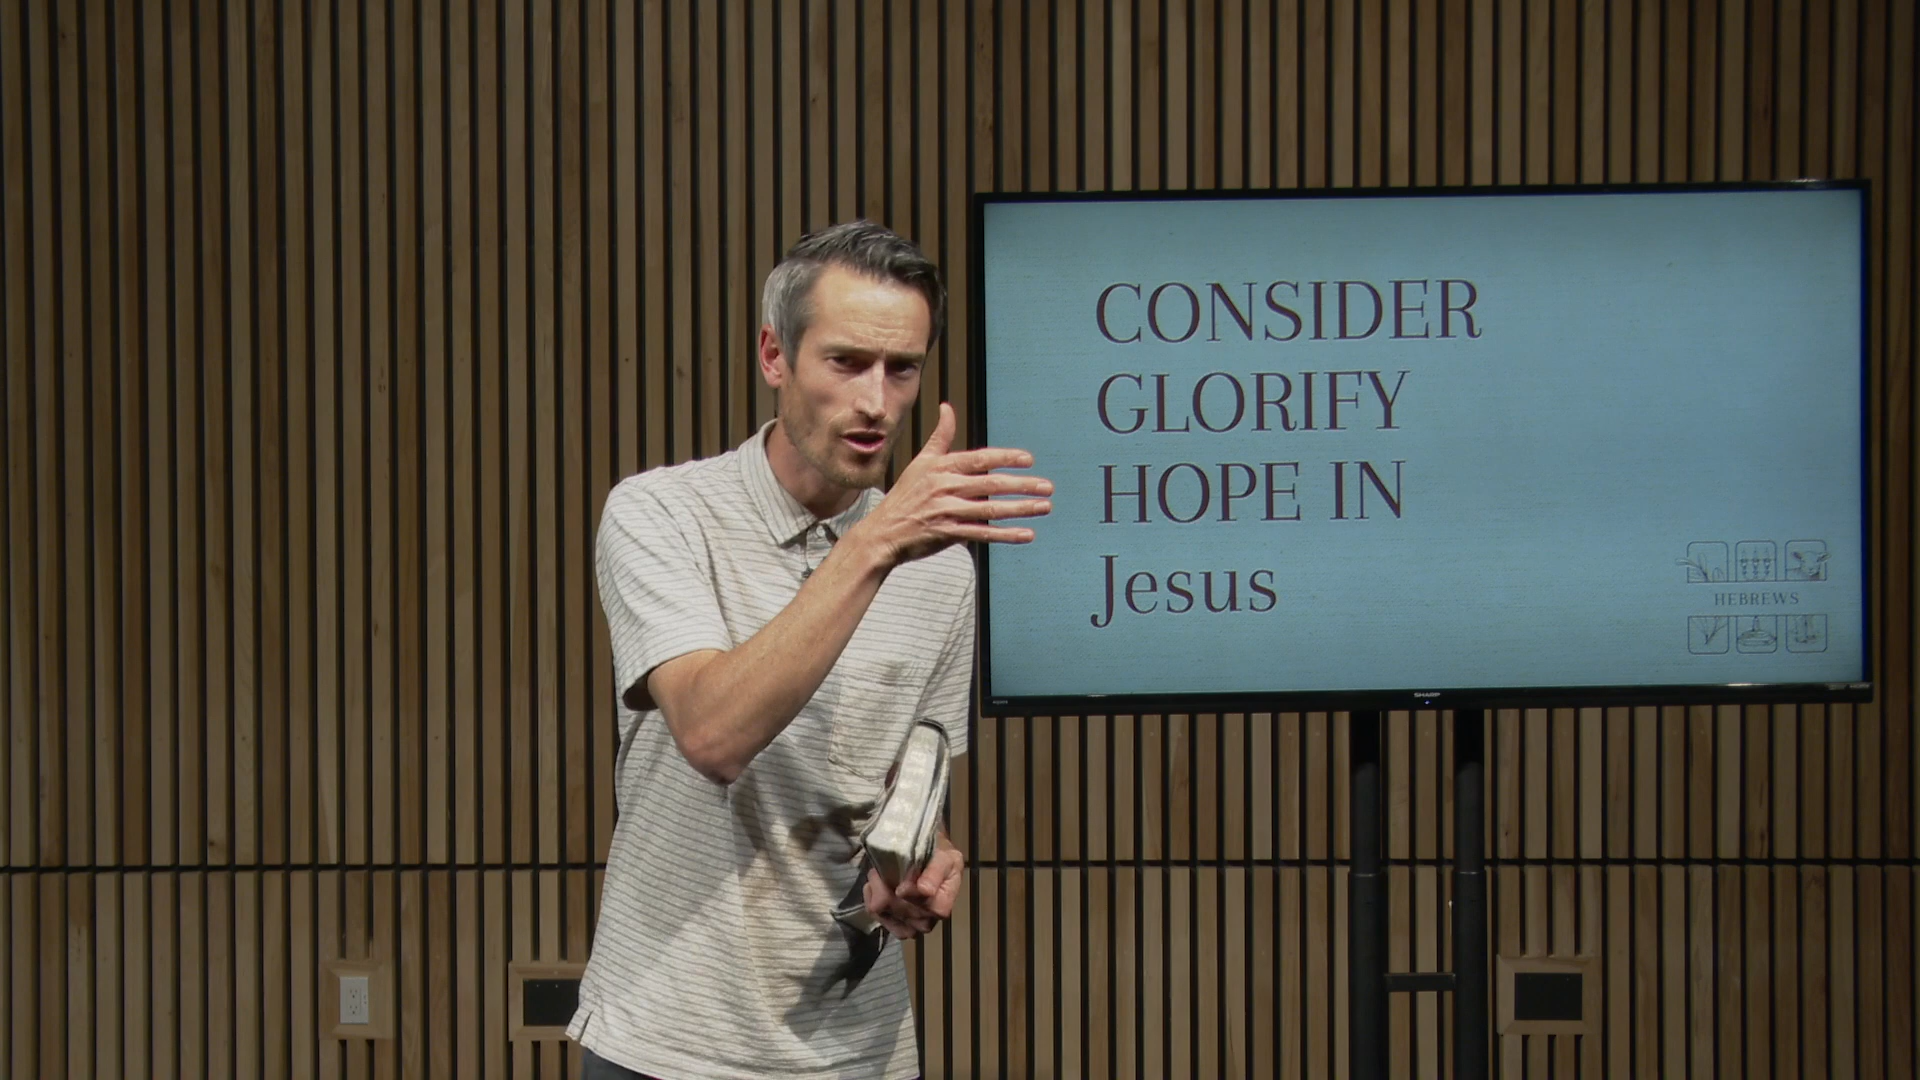 CONSIDER
GLORIFY
HOPE IN
Jesus
HEBREWS
SHARP